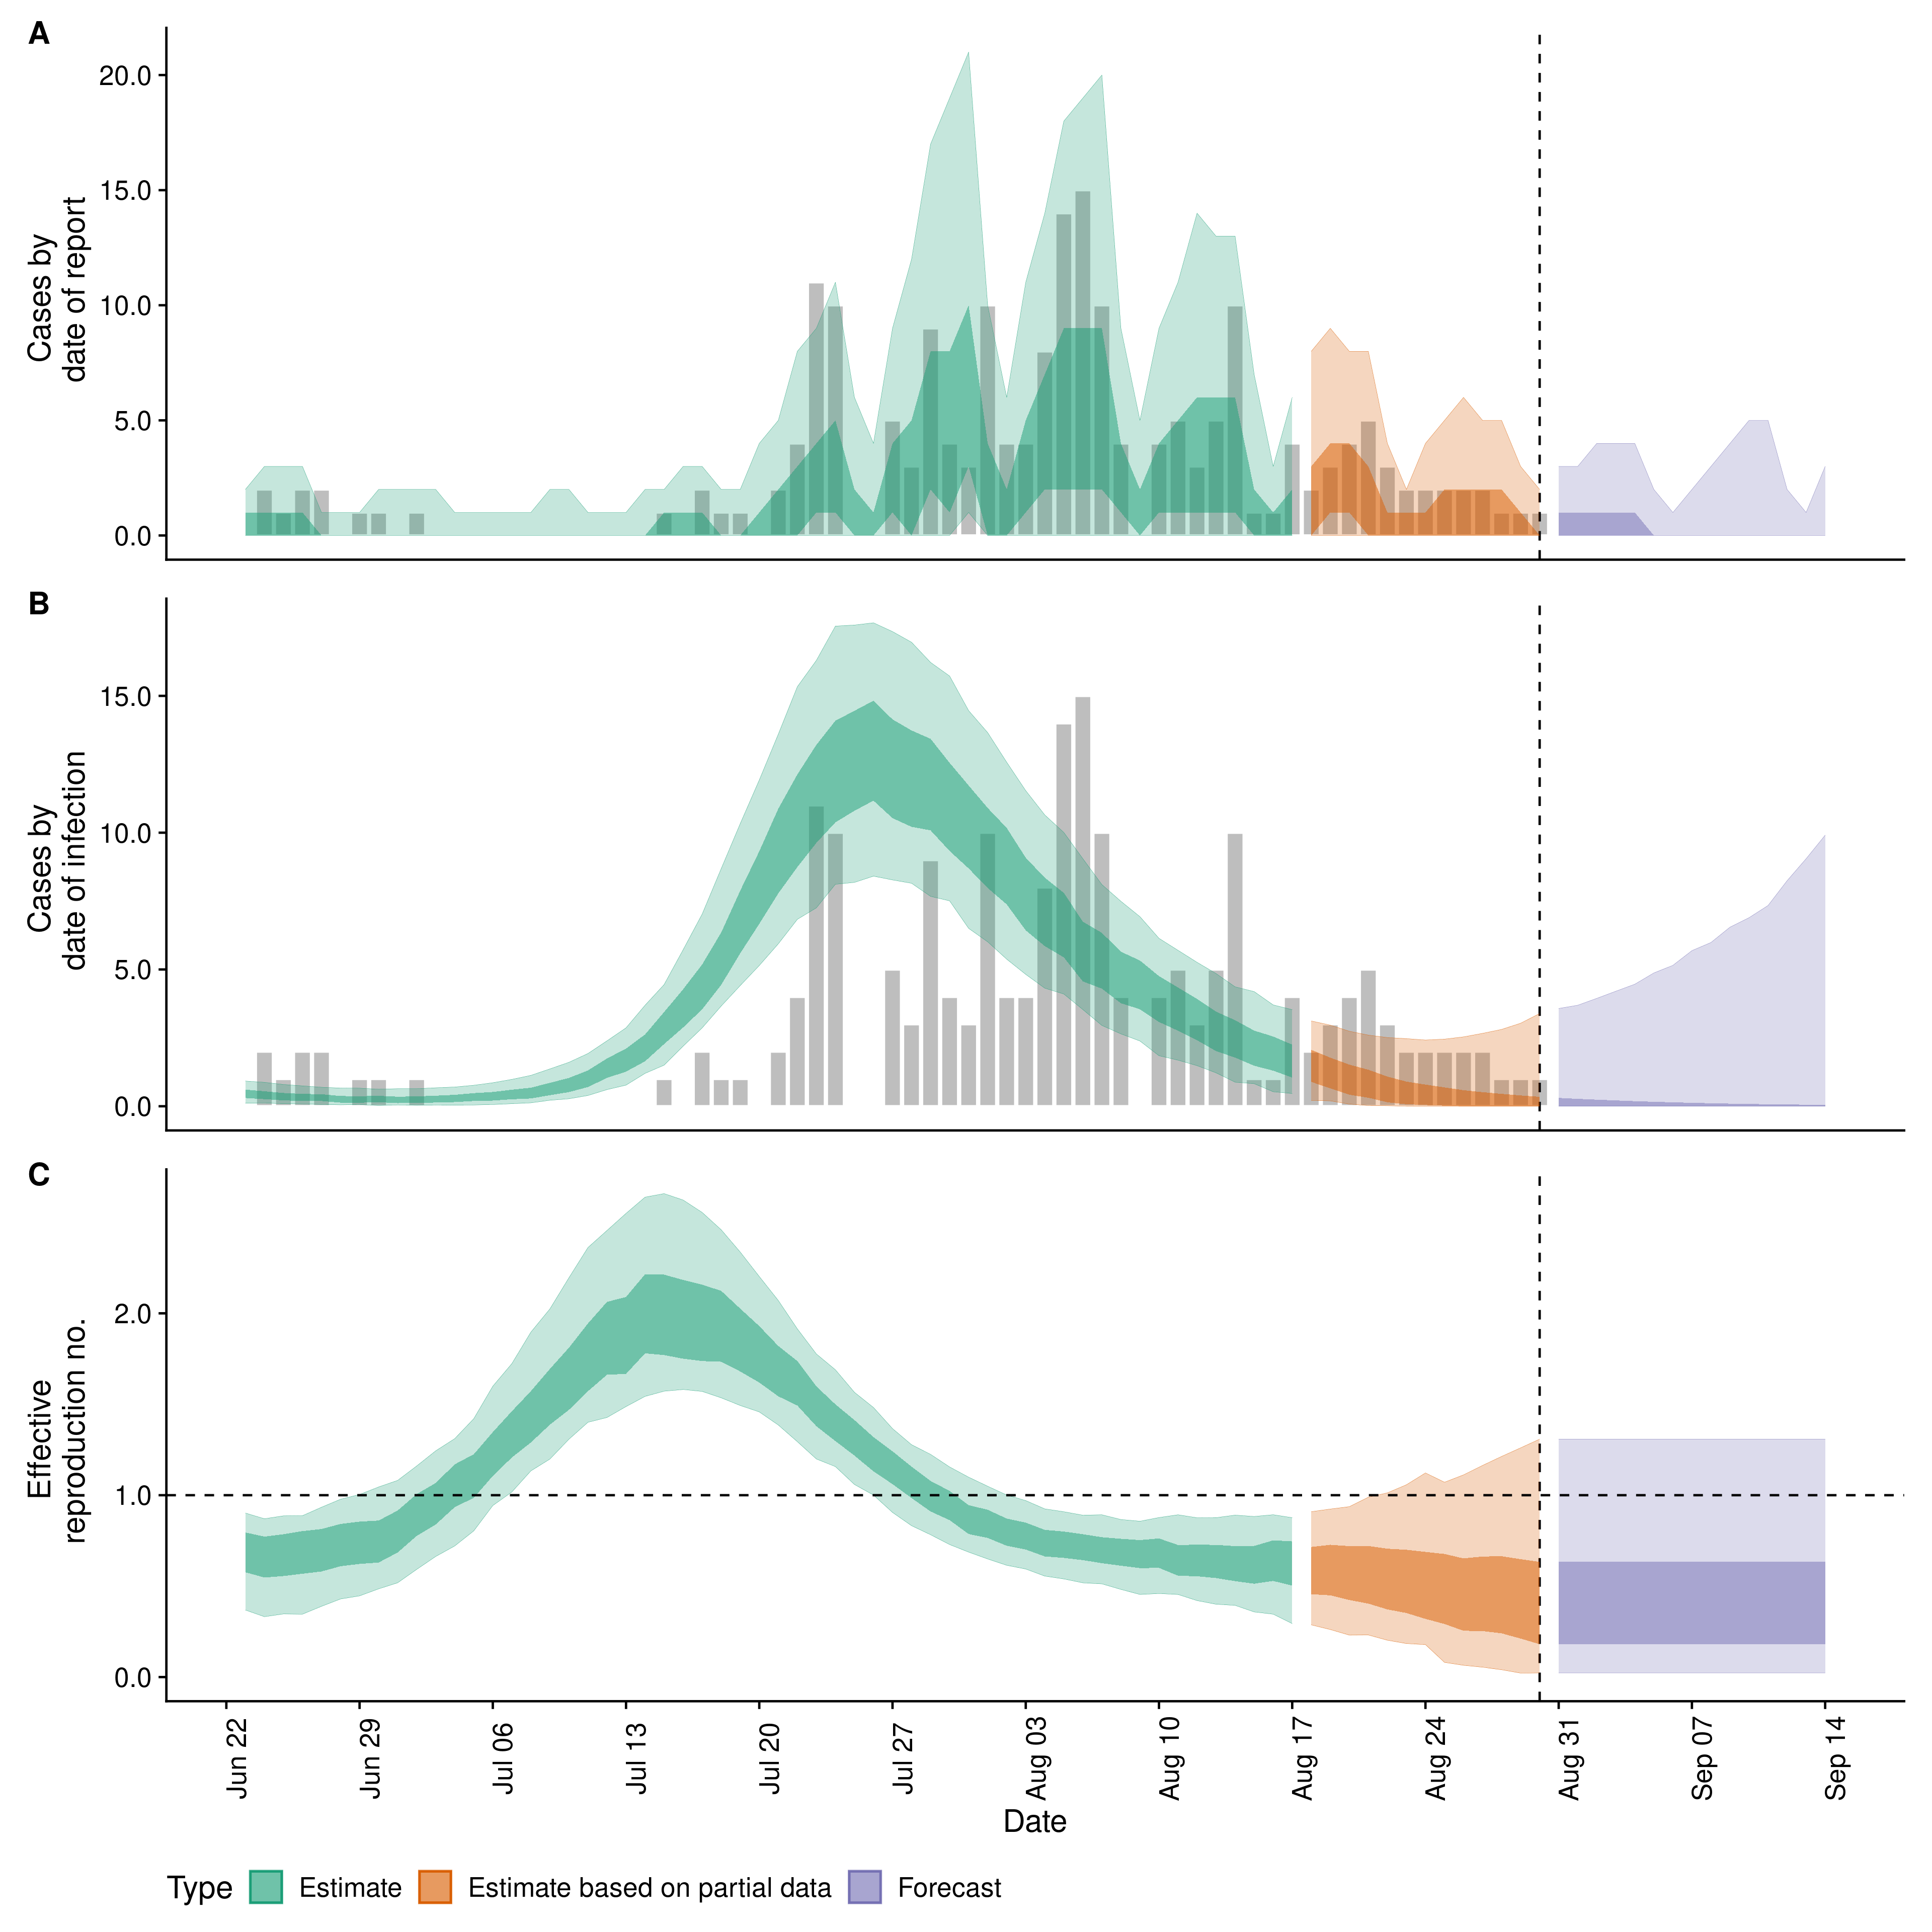 A
20.0
15.0
10.0
5.0
0.0
Cases by
date of report
B
15.0
10.0
5.0
0.0
Cases by
date of infection
C
2.0
1.0
0.0
Effective
reproduction no.
Jun 22
Jun 29
Jul 06
Jul 13
Jul 20
Jul 27
Aug 03
Aug 10
Aug 17
Aug 24
Aug 31
Sep 07
Sep 14
Date
Type Estimate Estimate based on partial data Forecast